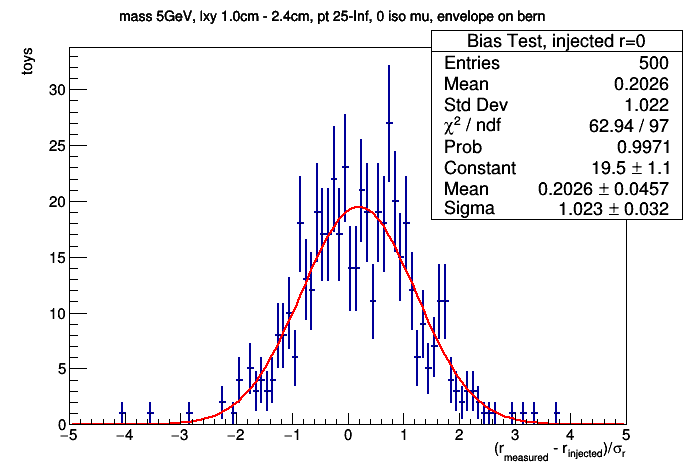 mass 5GeV, lxy 1.0cm - 2.4cm, pt 25-Inf, 0 iso mu, envelope on bern
toys
Bias Test, injected r=0
Entries 500
Mean 0.2026
Std Dev 1.022
χ² / ndf 62.94 / 97
Prob 0.9971
Constant 19.5 ± 1.1
Mean 0.2026 ± 0.0457
Sigma 1.023 ± 0.032
30
25
20
15
10
5
0
−5 −4 −3 −2 −1 0 1 2 3 4 5
(r_measured - r_injected)/σ_r